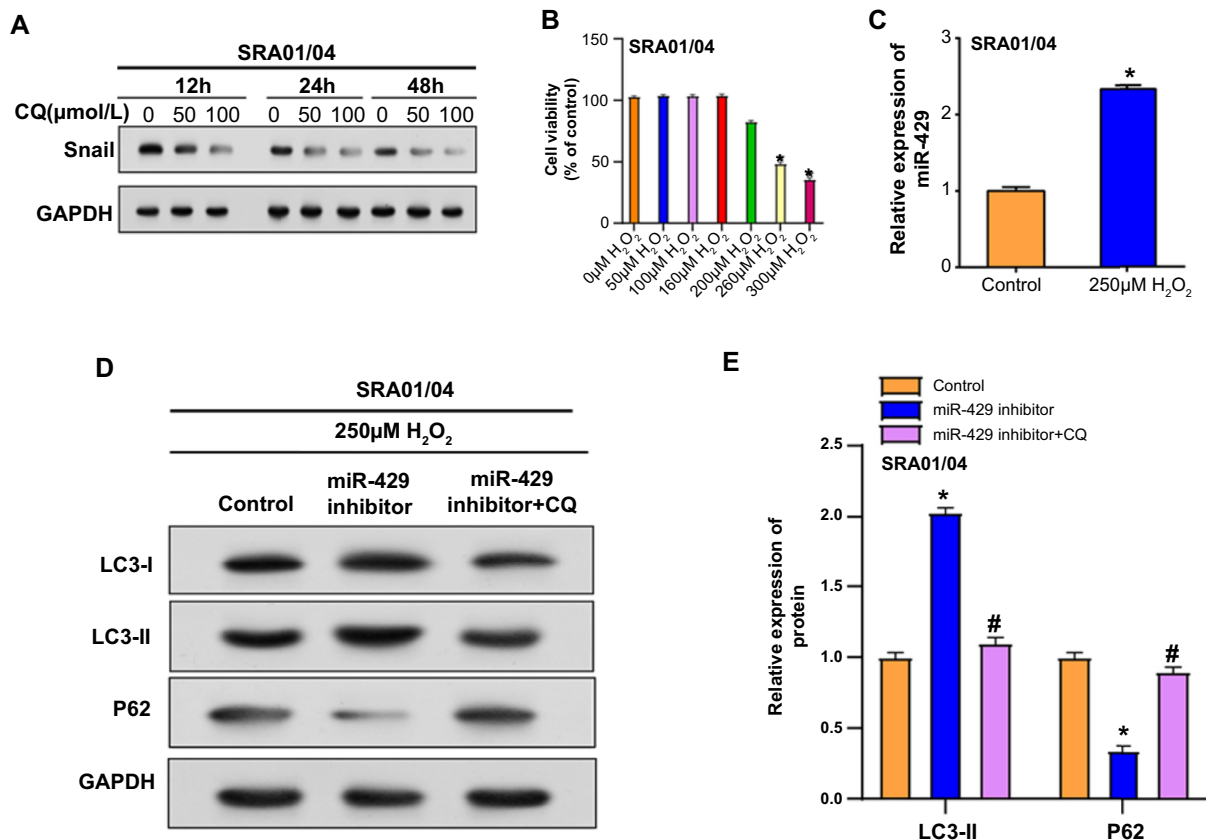 A
SRA01/04
12h 24h 48h
CQ(µmol/L) 0 50 100 0 50 100 0 50 100
Snail
GAPDH
B
SRA01/04
Cell viability
(% of control)
150
100
50
0
*
*
0µM H₂O₂
50µM H₂O₂
100µM H₂O₂
160µM H₂O₂
200µM H₂O₂
260µM H₂O₂
300µM H₂O₂
C
SRA01/04
Relative expression of
miR-429
3
2
1
0
*
Control 250µM H₂O₂
D
SRA01/04
250µM H₂O₂
Control
miR-429
inhibitor
miR-429
inhibitor+CQ
LC3-I
LC3-II
P62
GAPDH
E
Control
miR-429 inhibitor
miR-429 inhibitor+CQ
SRA01/04
Relative expression of
protein
2.5
2.0
1.5
1.0
0.5
0.0
*
#
*
#
LC3-II P62